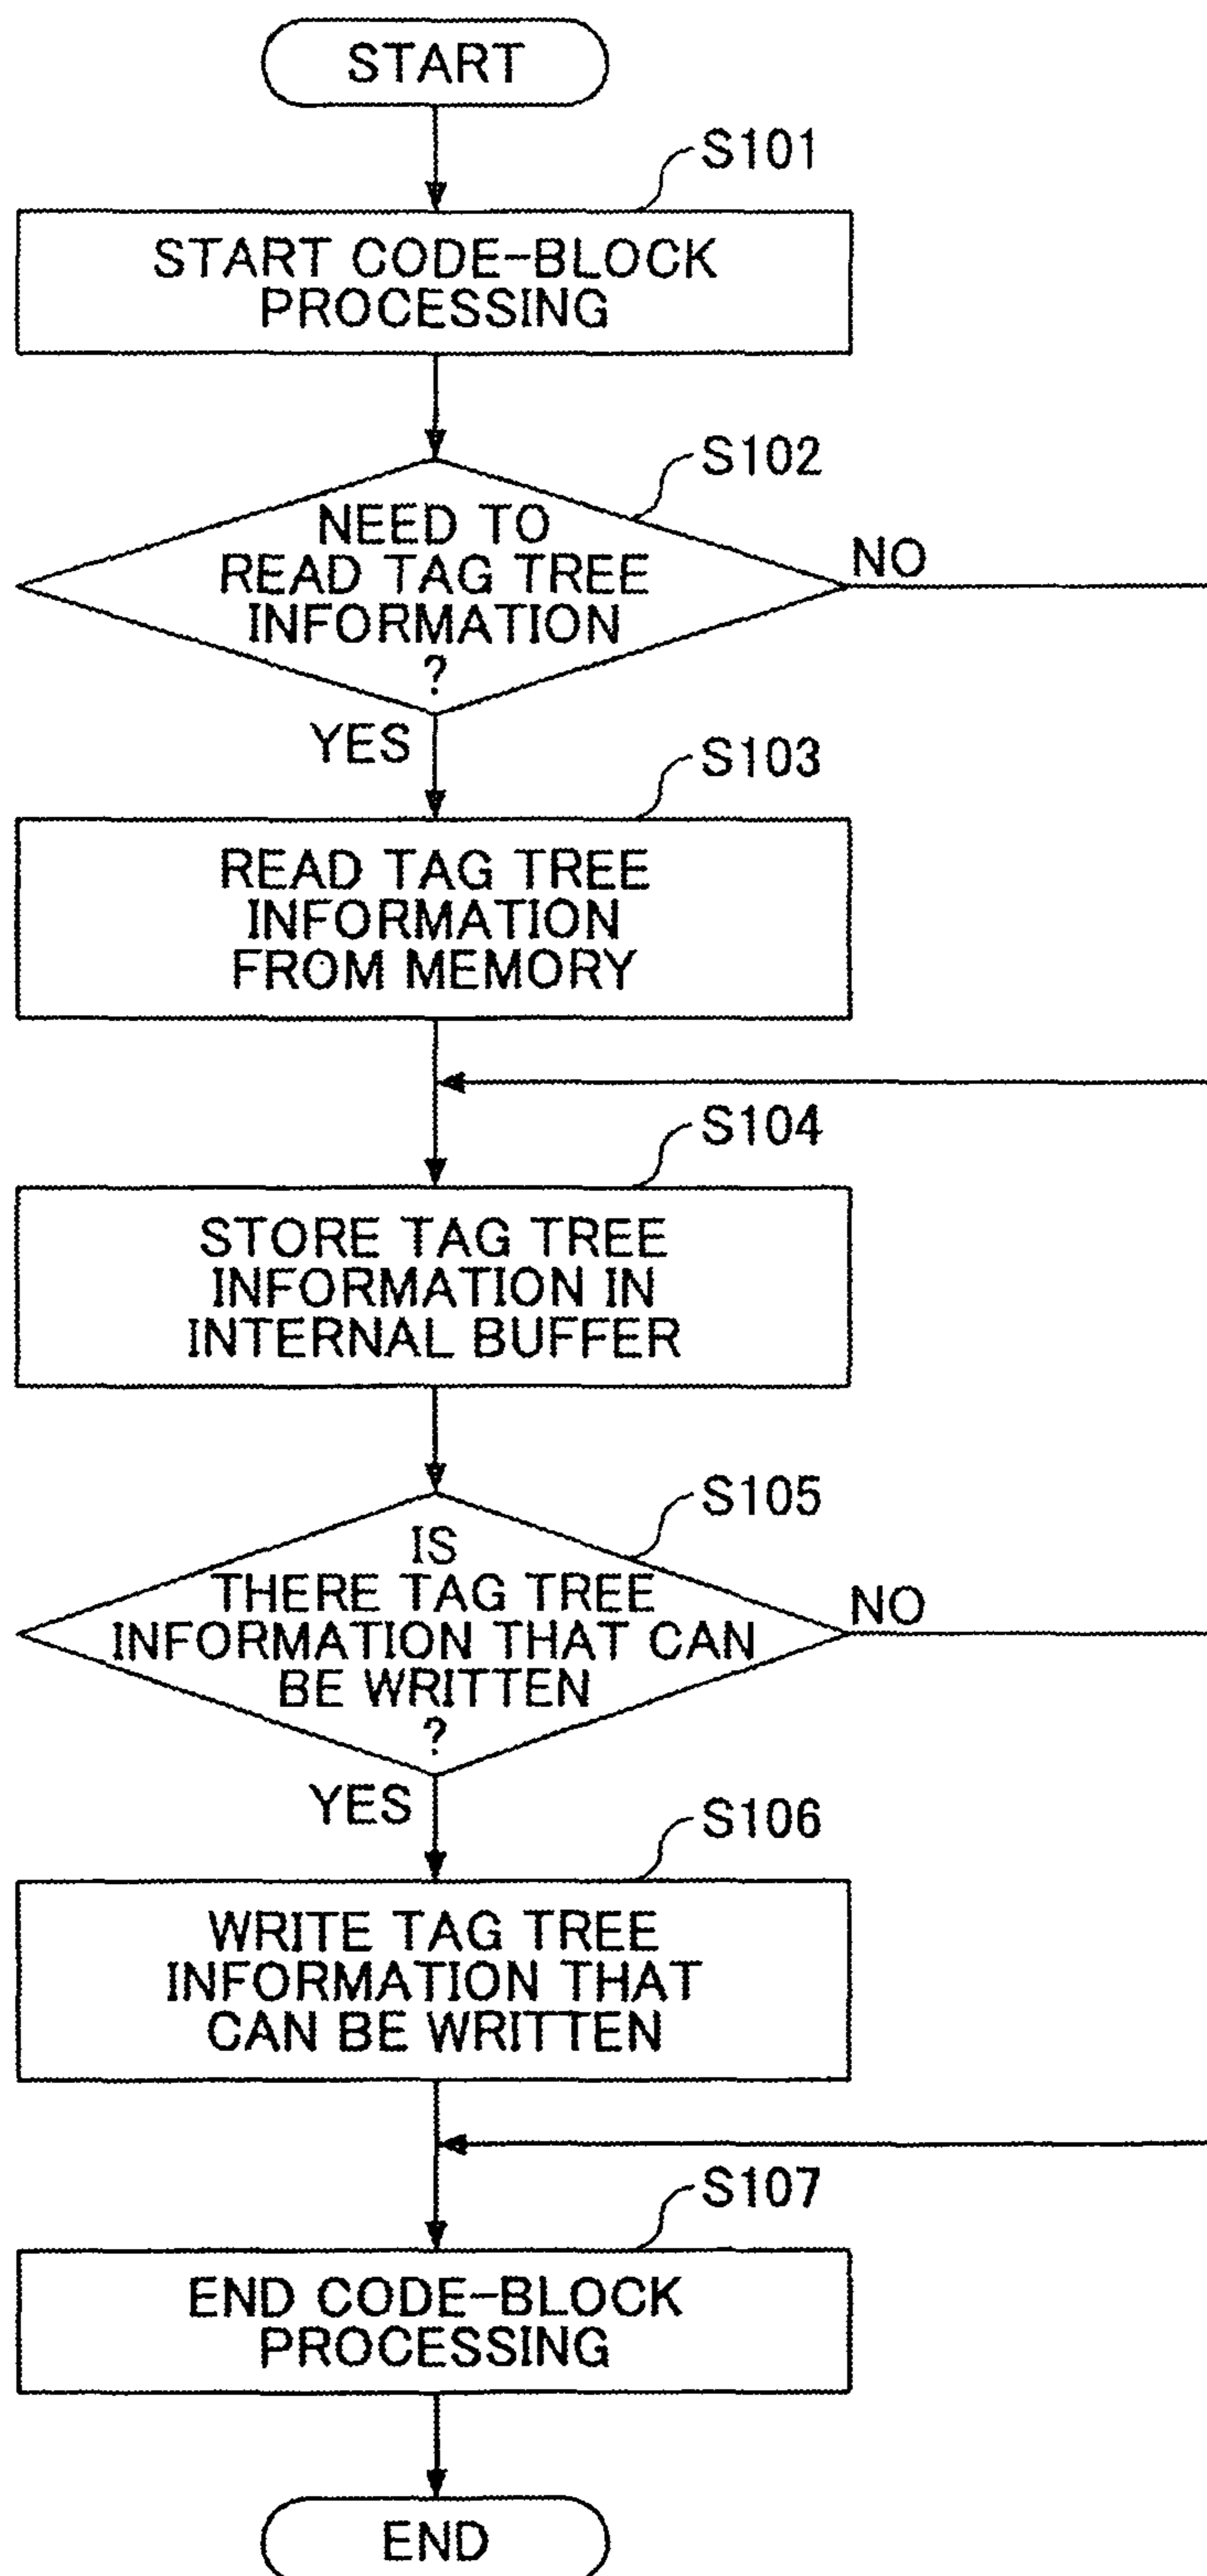 START
S101
START CODE-BLOCK
PROCESSING
S102
NEED TO
READ TAG TREE
INFORMATION
?
NO
YES
S103
READ TAG TREE
INFORMATION
FROM MEMORY
S104
STORE TAG TREE
INFORMATION IN
INTERNAL BUFFER
S105
IS
THERE TAG TREE
INFORMATION THAT CAN
BE WRITTEN
?
NO
YES
S106
WRITE TAG TREE
INFORMATION THAT
CAN BE WRITTEN
S107
END CODE-BLOCK
PROCESSING
END